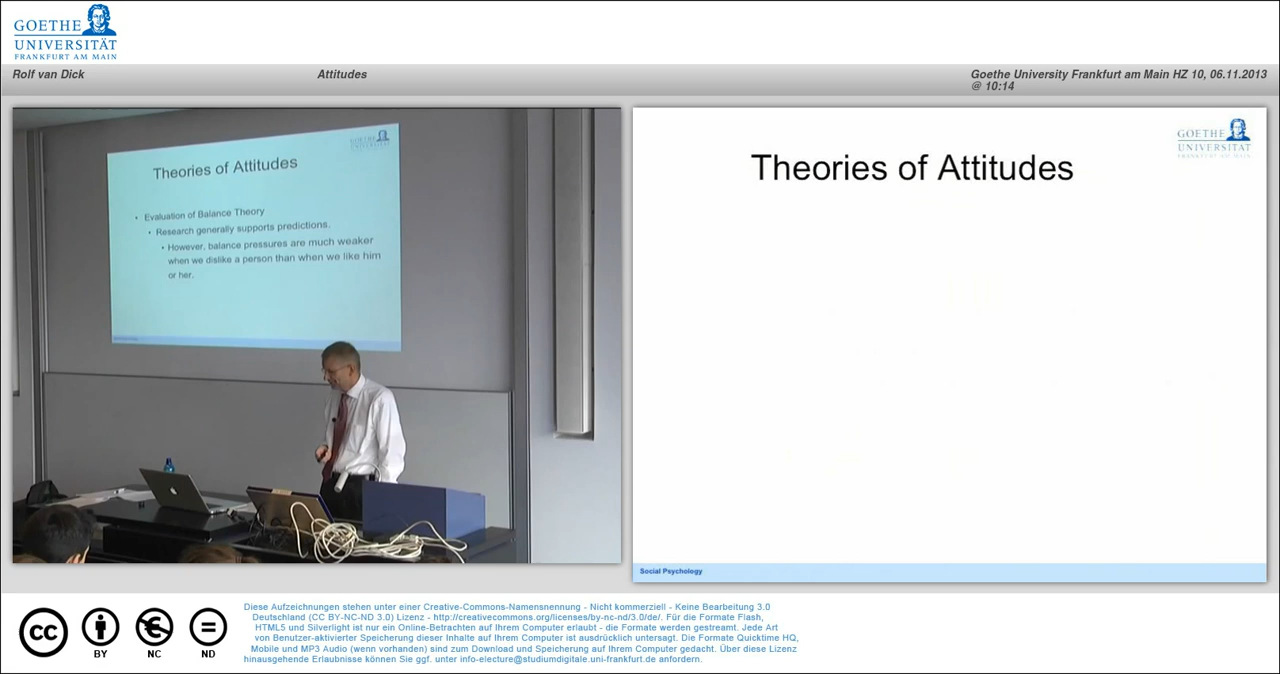 GOETHE
UNIVERSITÄT
FRANKFURT AM MAIN
Rolf van Dick
Attitudes
Goethe University Frankfurt am Main HZ 10, 06.11.2013
@ 10:14
GOETHE
UNIVERSITÄT
Theories of Attitudes
• Evaluation of Balance Theory
• Research generally supports predictions.
• However, balance pressures are much weaker
when we dislike a person than when we like him
or her.
GOETHE
UNIVERSITÄT
FRANKFURT AM MAIN
Theories of Attitudes
Social Psychology
cc
BY
NC
ND
Diese Aufzeichnungen stehen unter einer Creative-Commons-Namensnennung - Nicht kommerziell - Keine Bearbeitung 3.0
Deutschland (CC BY-NC-ND 3.0) Lizenz - http://creativecommons.org/licenses/by-nc-nd/3.0/de/. Für die Formate Flash,
HTML5 und Silverlight ist nur ein Online-Betrachten auf Ihrem Computer erlaubt - die Formate werden gestreamt. Jede Art
von Benutzer-aktivierter Speicherung dieser Inhalte auf Ihrem Computer ist ausdrücklich untersagt. Die Formate Quicktime HQ,
Mobile und MP3 Audio (wenn vorhanden) sind zum Download und Speicherung auf Ihrem Computer gedacht. Über diese Lizenz
hinausgehende Erlaubnisse können Sie ggf. unter info-electure@studiumdigitale.uni-frankfurt.de anfordern.